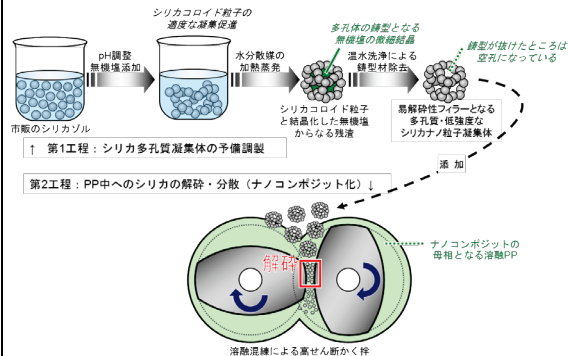 シリカコロイド粒子の
適度な凝集促進
pH調整
無機塩添加
水分散媒の
加熱蒸発
多孔体の鋳型となる
無機塩の微細結晶
温水洗浄による
鋳型材除去
鋳型が抜けたところは
空孔になっている
市販のシリカゾル
シリカコロイド粒子
と結晶化した無機塩
からなる残渣
易解砕性フィラーとなる
多孔質・低強度な
シリカナノ粒子凝集体
↑ 第1工程：シリカ多孔質凝集体の予備調製
添加
第2工程：PP中へのシリカの解砕・分散（ナノコンポジット化）↓
解砕
ナノコンポジットの
母相となる溶融PP
溶融混練による高せん断かく拌